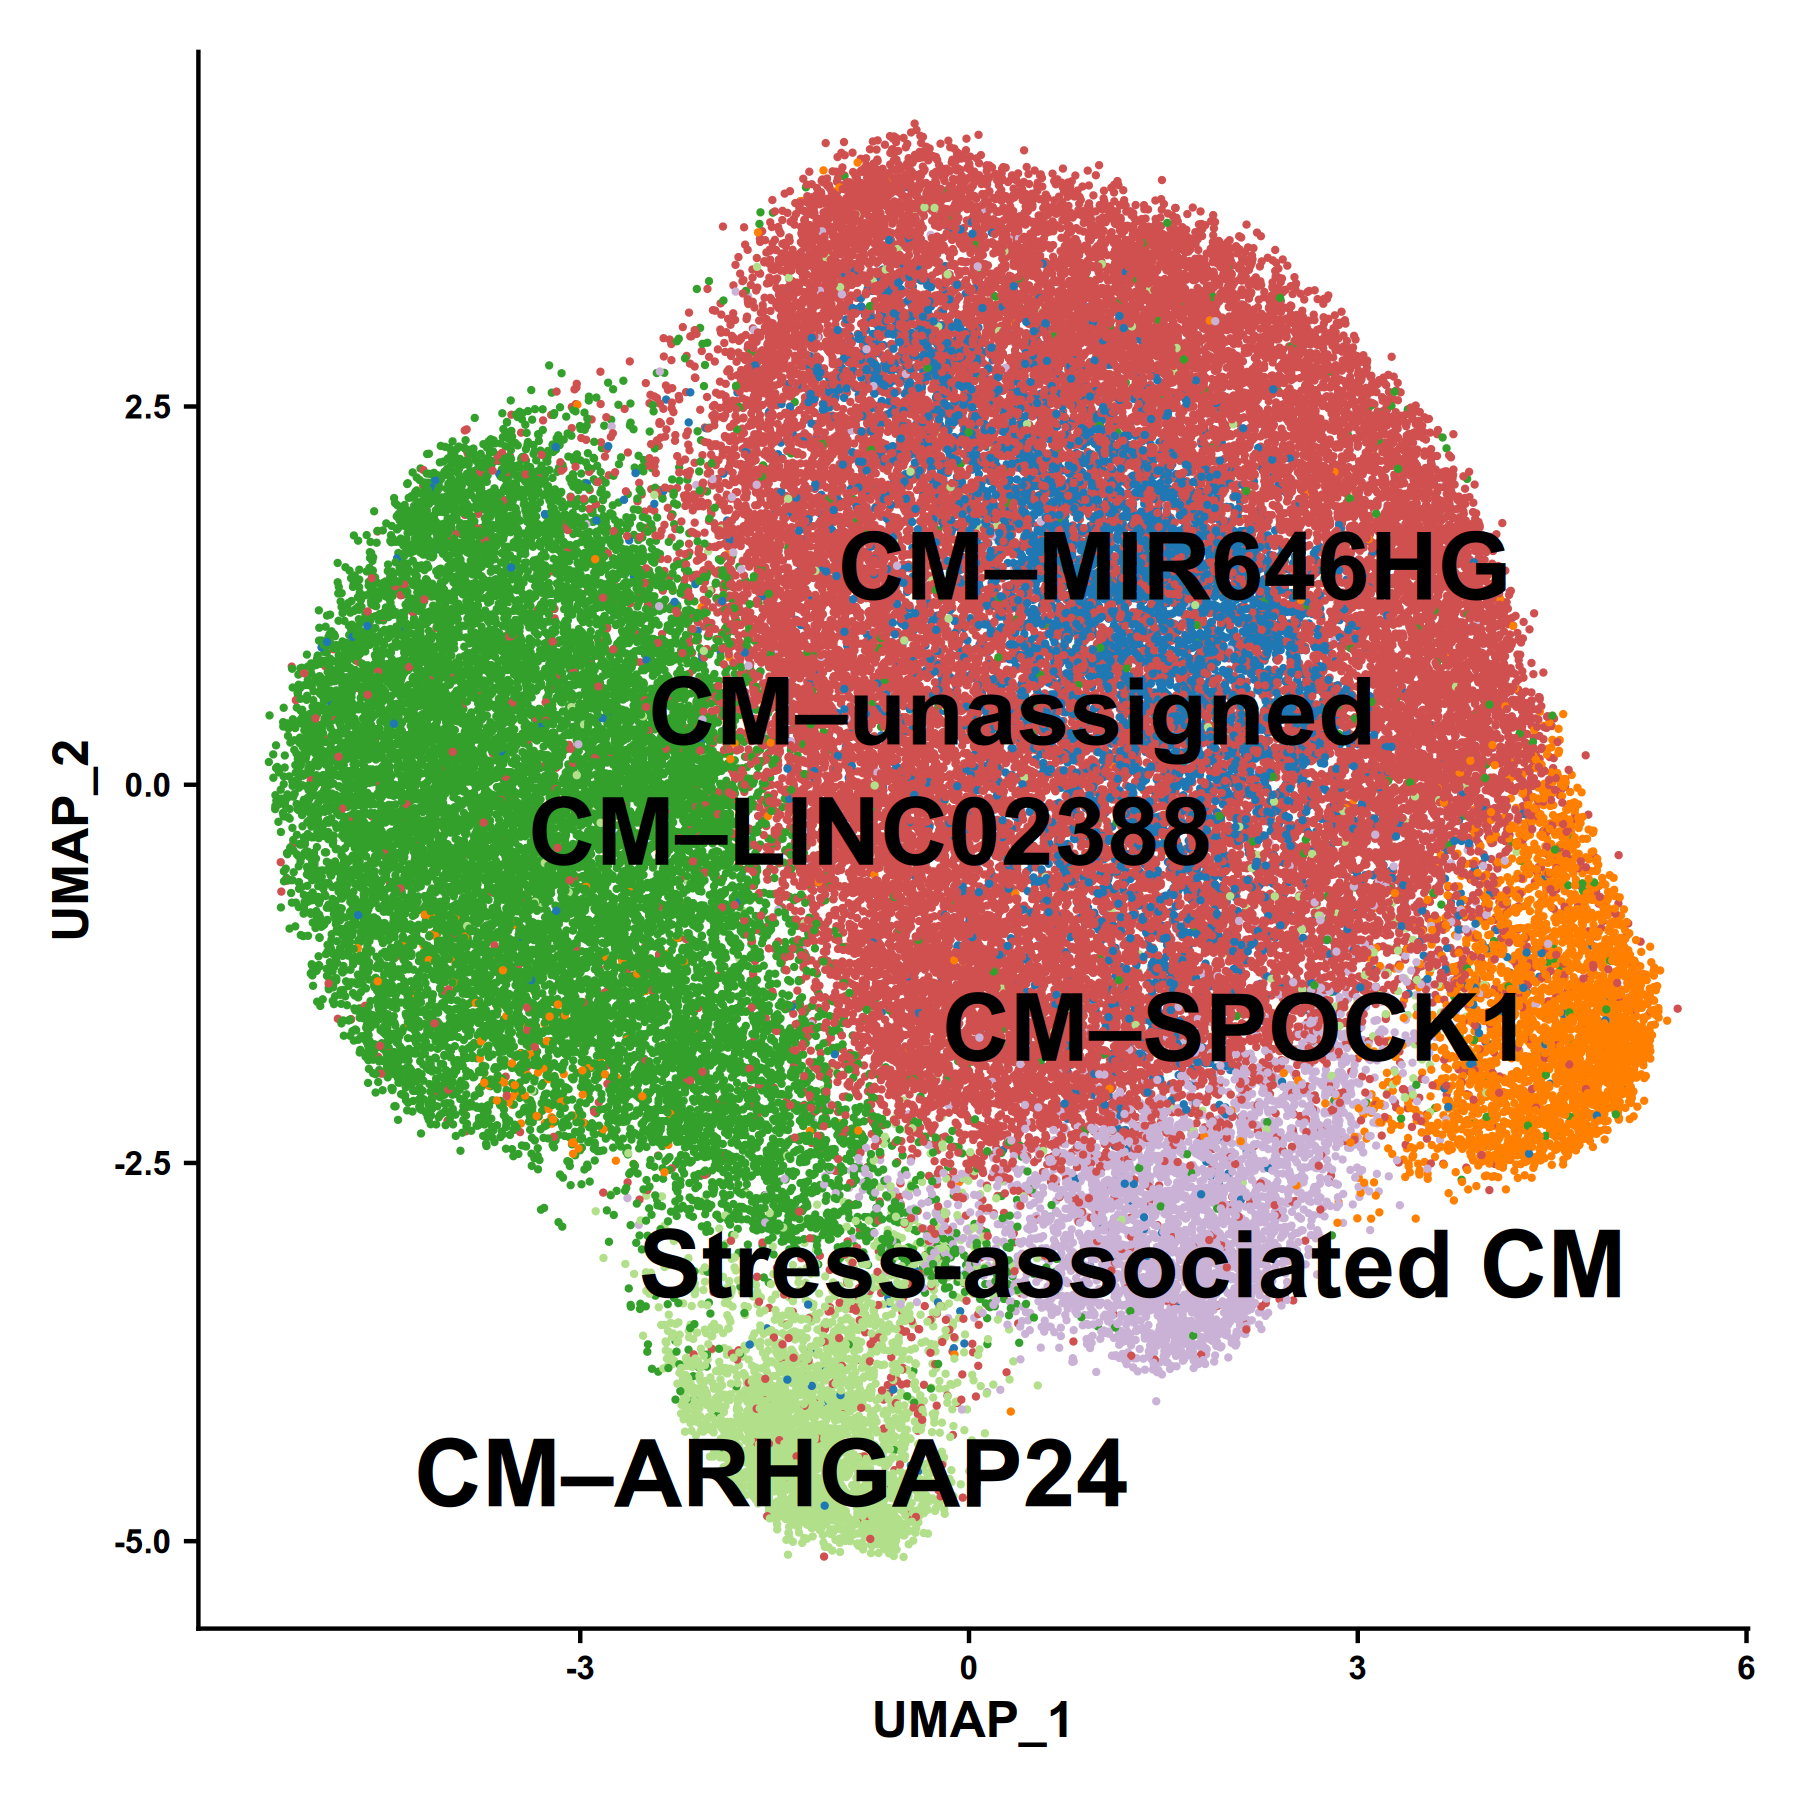 2.5
0.0
-2.5
-5.0
UMAP_2
CM–MIR646HG
CM–unassigned
CM–LINC02388
CM–SPOCK1
Stress-associated CM
CM–ARHGAP24
-3 0 3 6
UMAP_1